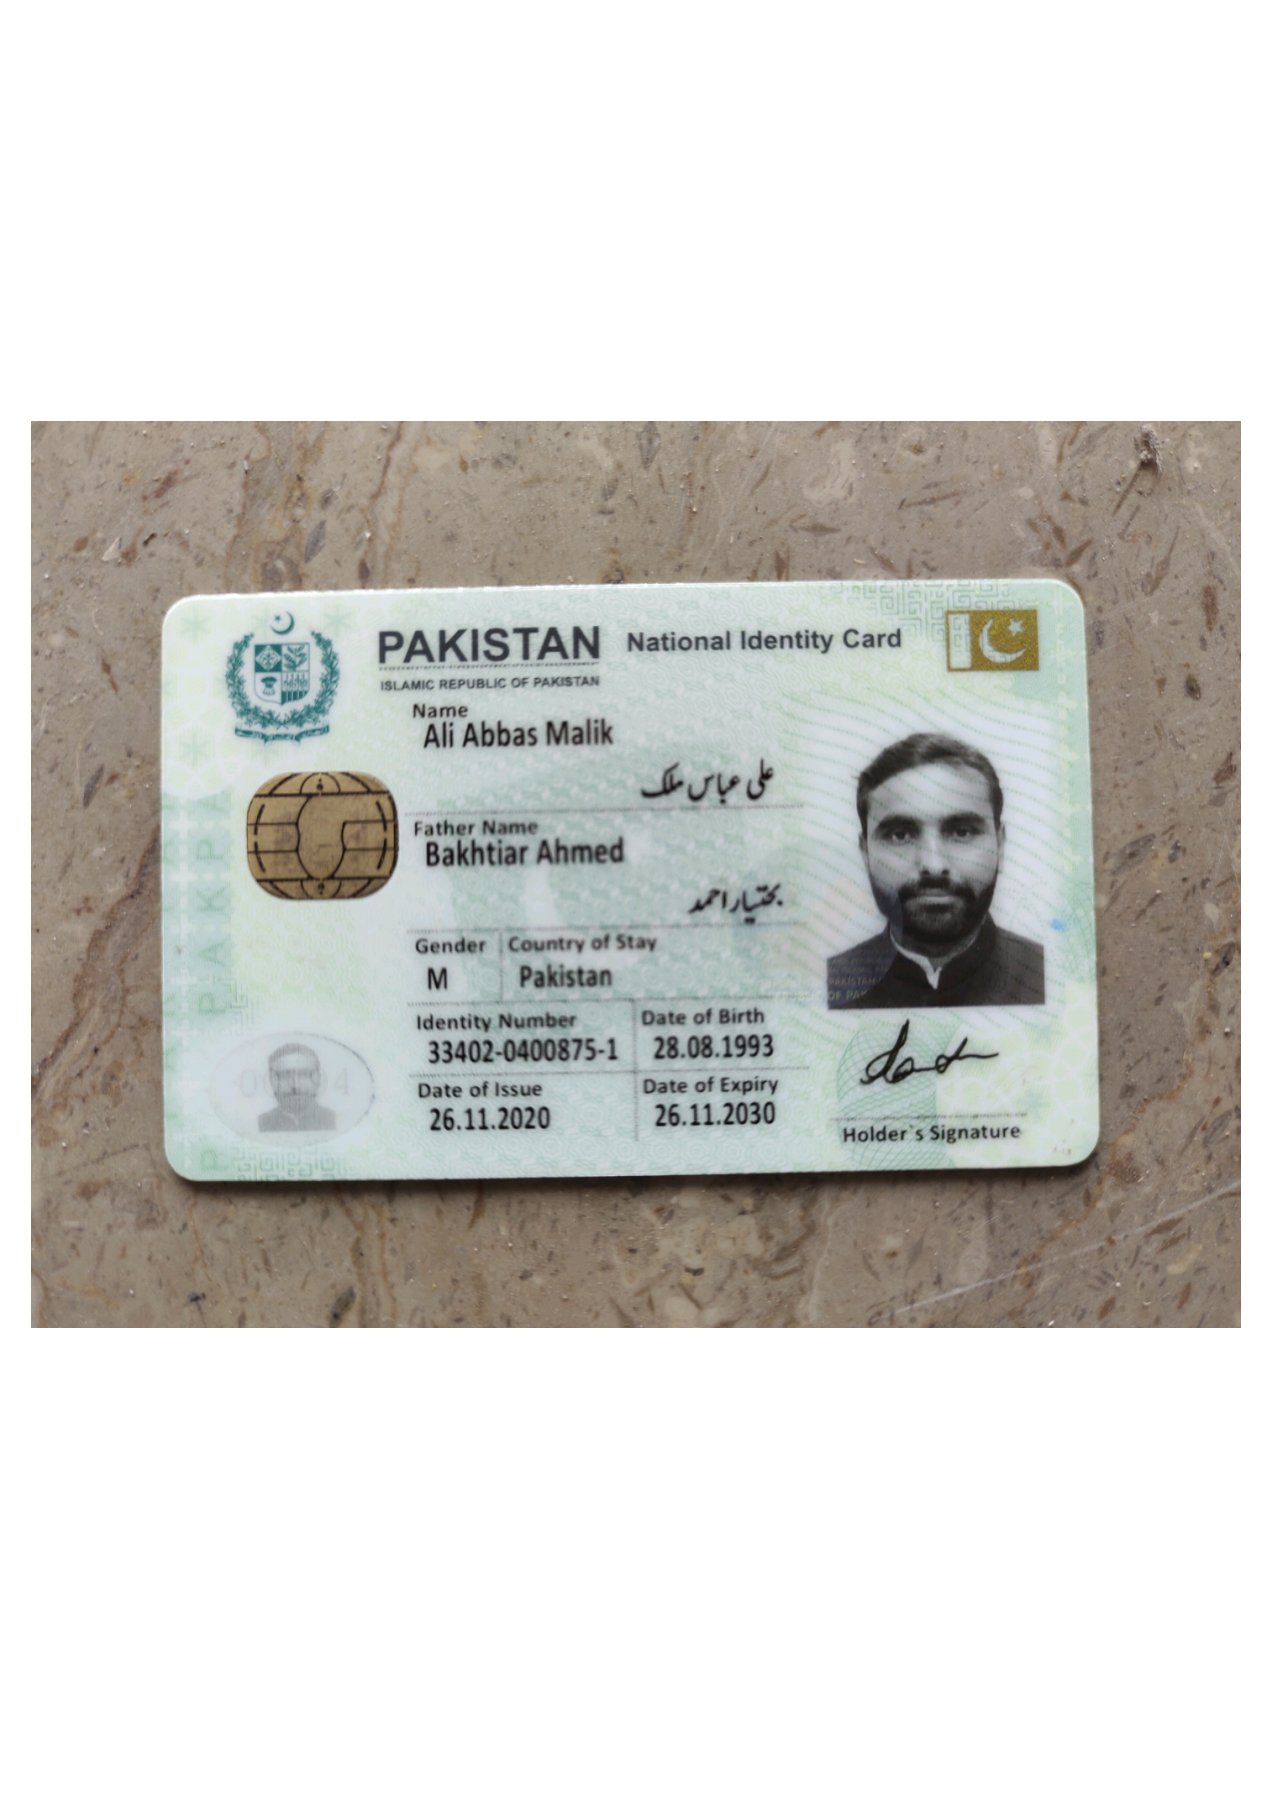 PAKISTAN National Identity Card
ISLAMIC REPUBLIC OF PAKISTAN
Name
Ali Abbas Malik
علی عباس ملک
Father Name
Bakhtiar Ahmed
بختیار احمد
Gender Country of Stay
M Pakistan
Identity Number Date of Birth
33402-0400875-1 28.08.1993
Date of Issue Date of Expiry
26.11.2020 26.11.2030
Holder`s Signature